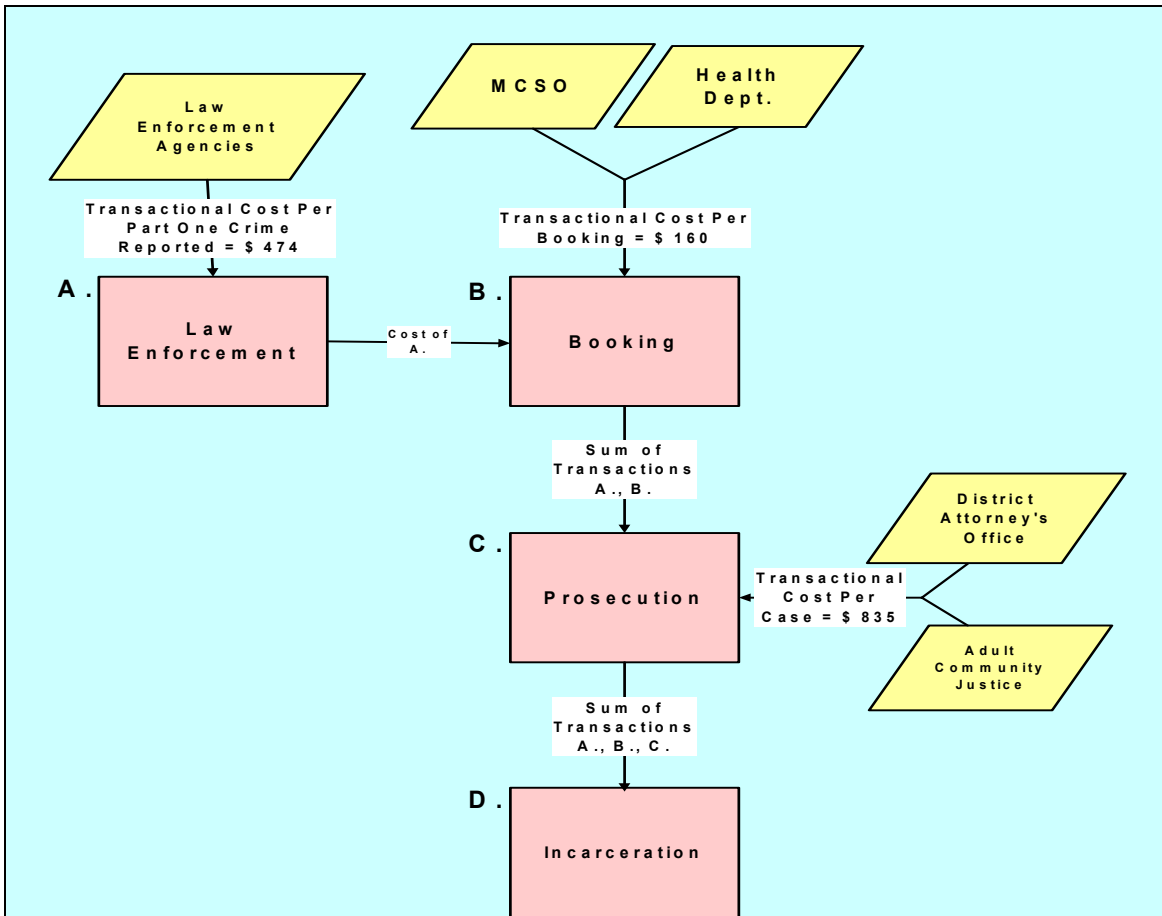 MCSO
Health
Dept.
Law
Enforcement
Agencies
Transactional Cost Per
Part One Crime
Reported = $ 474
Transactional Cost Per
Booking = $ 160
A.
Law
Enforcement
Cost of
A.
B.
Booking
Sum of
Transactions
A., B.
District
Attorney's
Office
C.
Prosecution
Transactional
Cost Per
Case = $ 835
Adult
Community
Justice
Sum of
Transactions
A., B., C.
D.
Incarceration